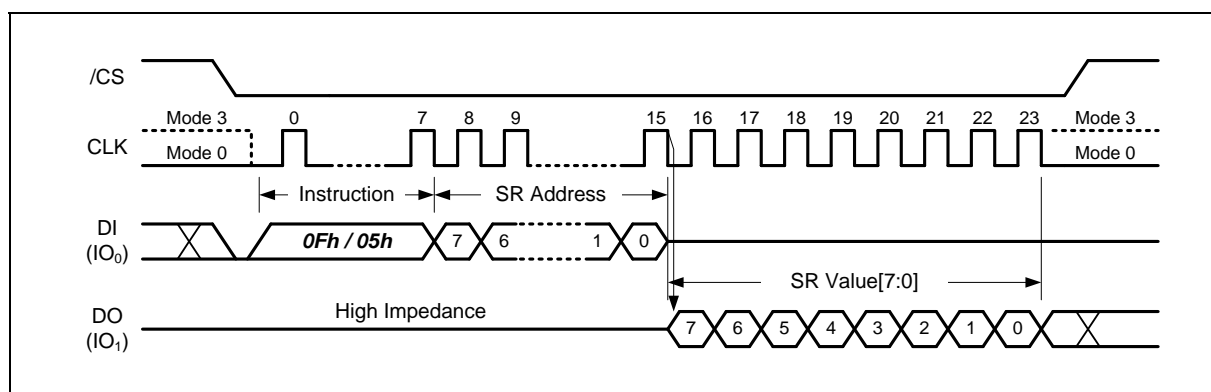 /CS
Mode 3 0 7 8 9 15 16 17 18 19 20 21 22 23 Mode 3
CLK
Mode 0 Mode 0
Instruction SR Address
DI
(IO₀)
0Fh / 05h 7 6 1 0
SR Value[7:0]
High Impedance
DO
(IO₁)
7 6 5 4 3 2 1 0